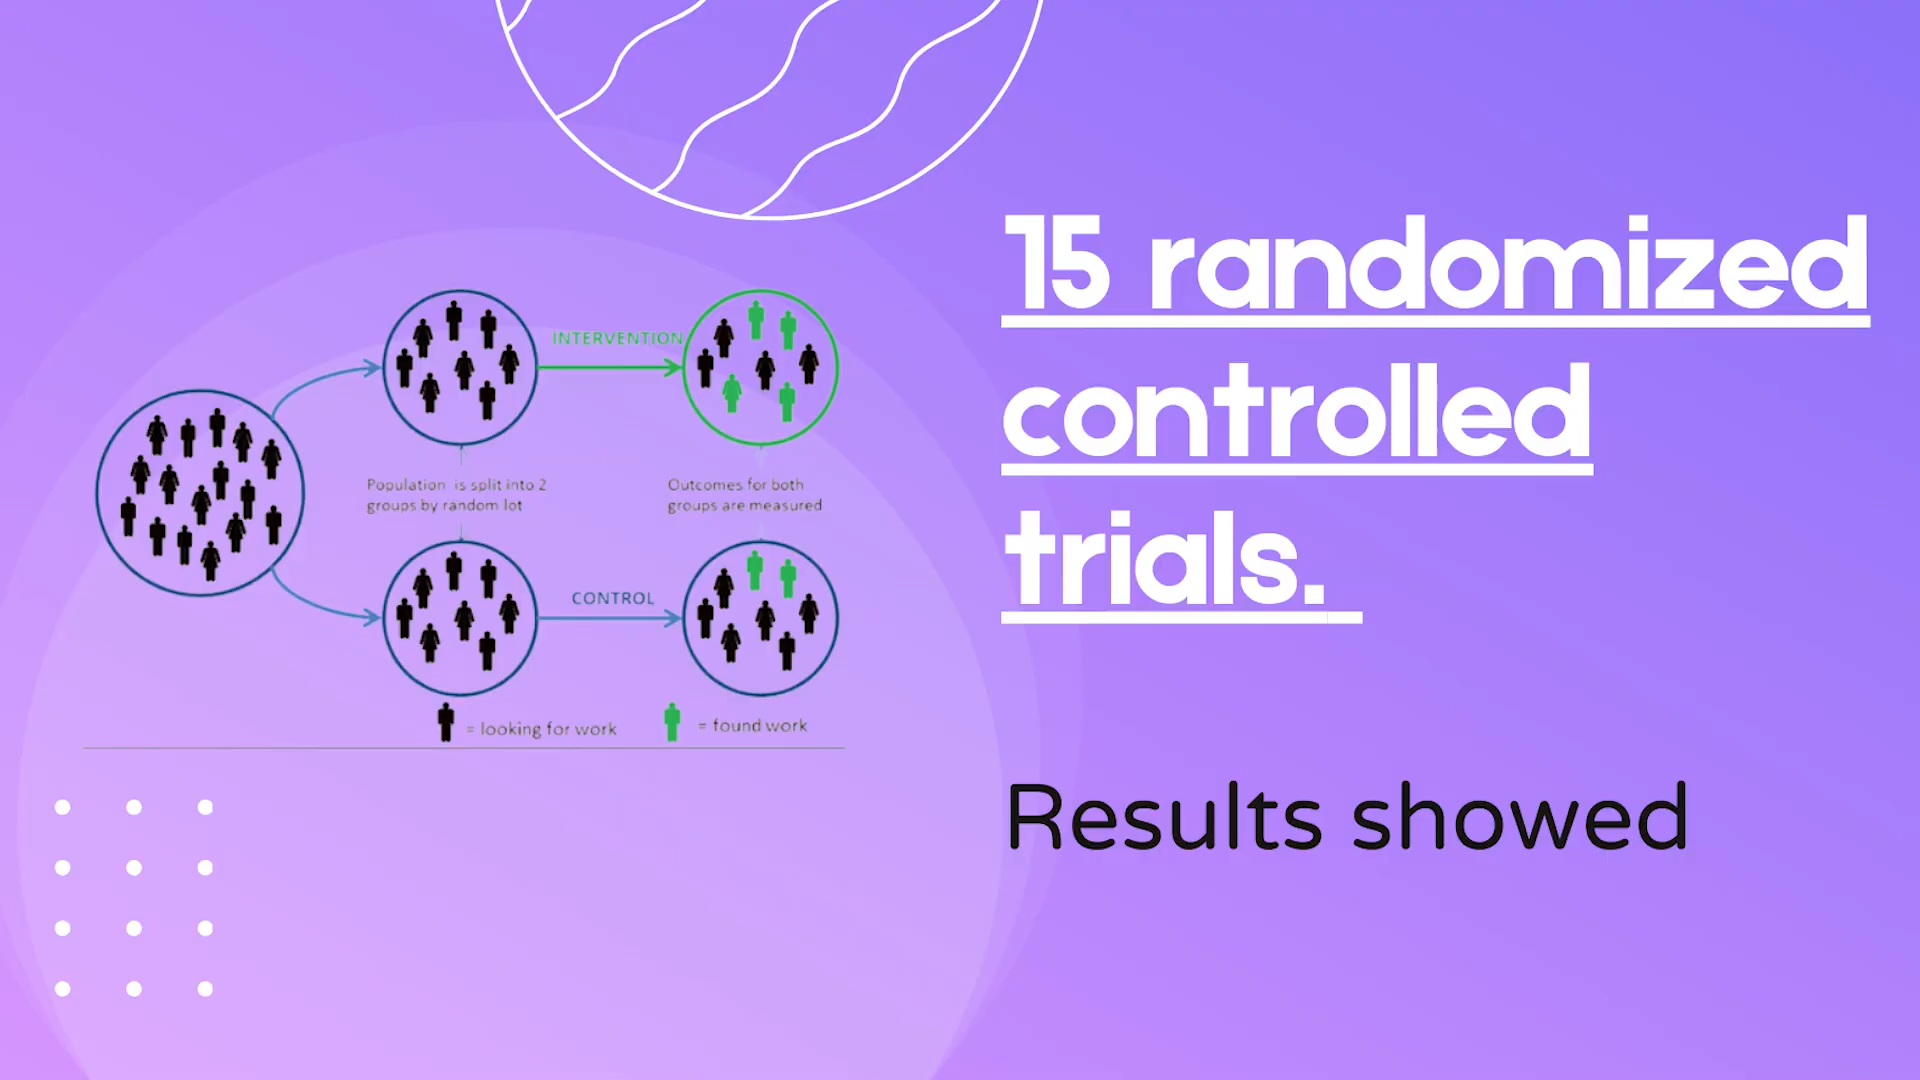 15 randomized
controlled
trials.
Results showed
INTERVENTION
Population is split into 2
groups by random lot
Outcomes for both
groups are measured
CONTROL
= looking for work
= found work